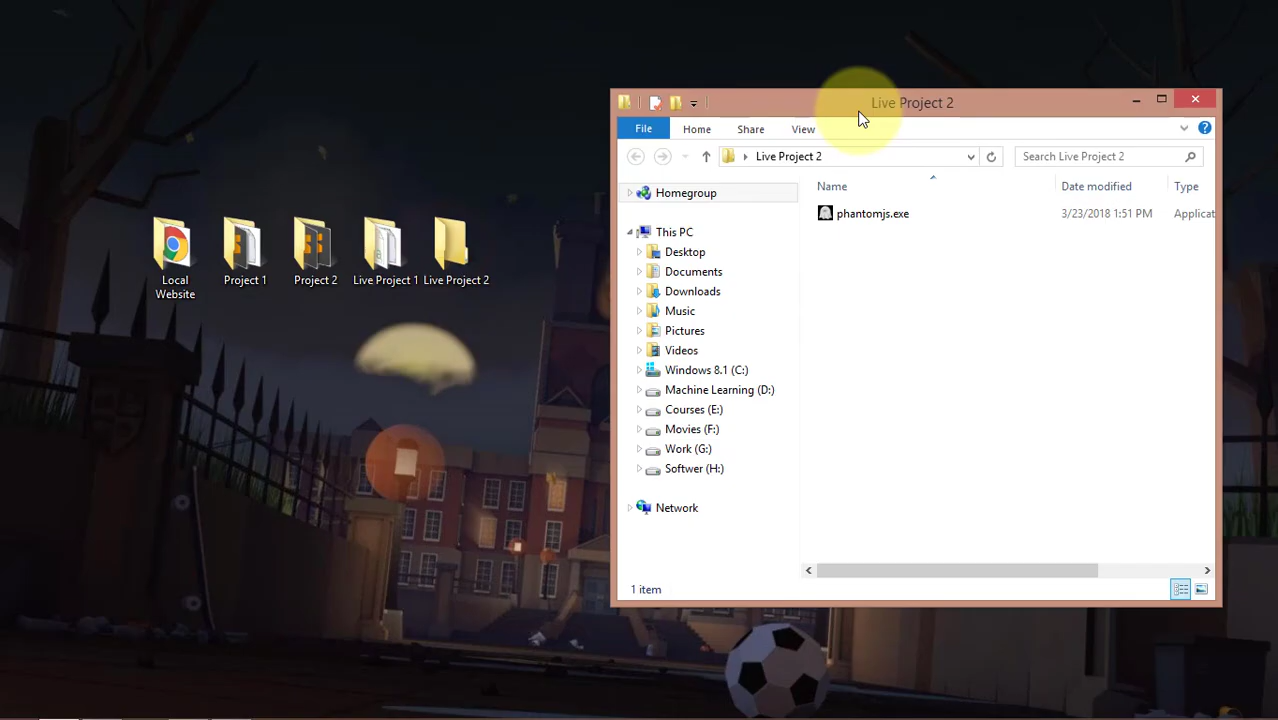 Live Project 2
File
Home
Share
View
Live Project 2
Search Live Project 2
Homegroup
This PC
Desktop
Documents
Downloads
Music
Pictures
Videos
Windows 8.1 (C:)
Machine Learning (D:)
Courses (E:)
Movies (F:)
Work (G:)
Softwer (H:)
Network
Name
Date modified
Type
phantomjs.exe
3/23/2018 1:51 PM
Applicat
1 item
Local
Website
Project 1
Project 2
Live Project 1
Live Project 2